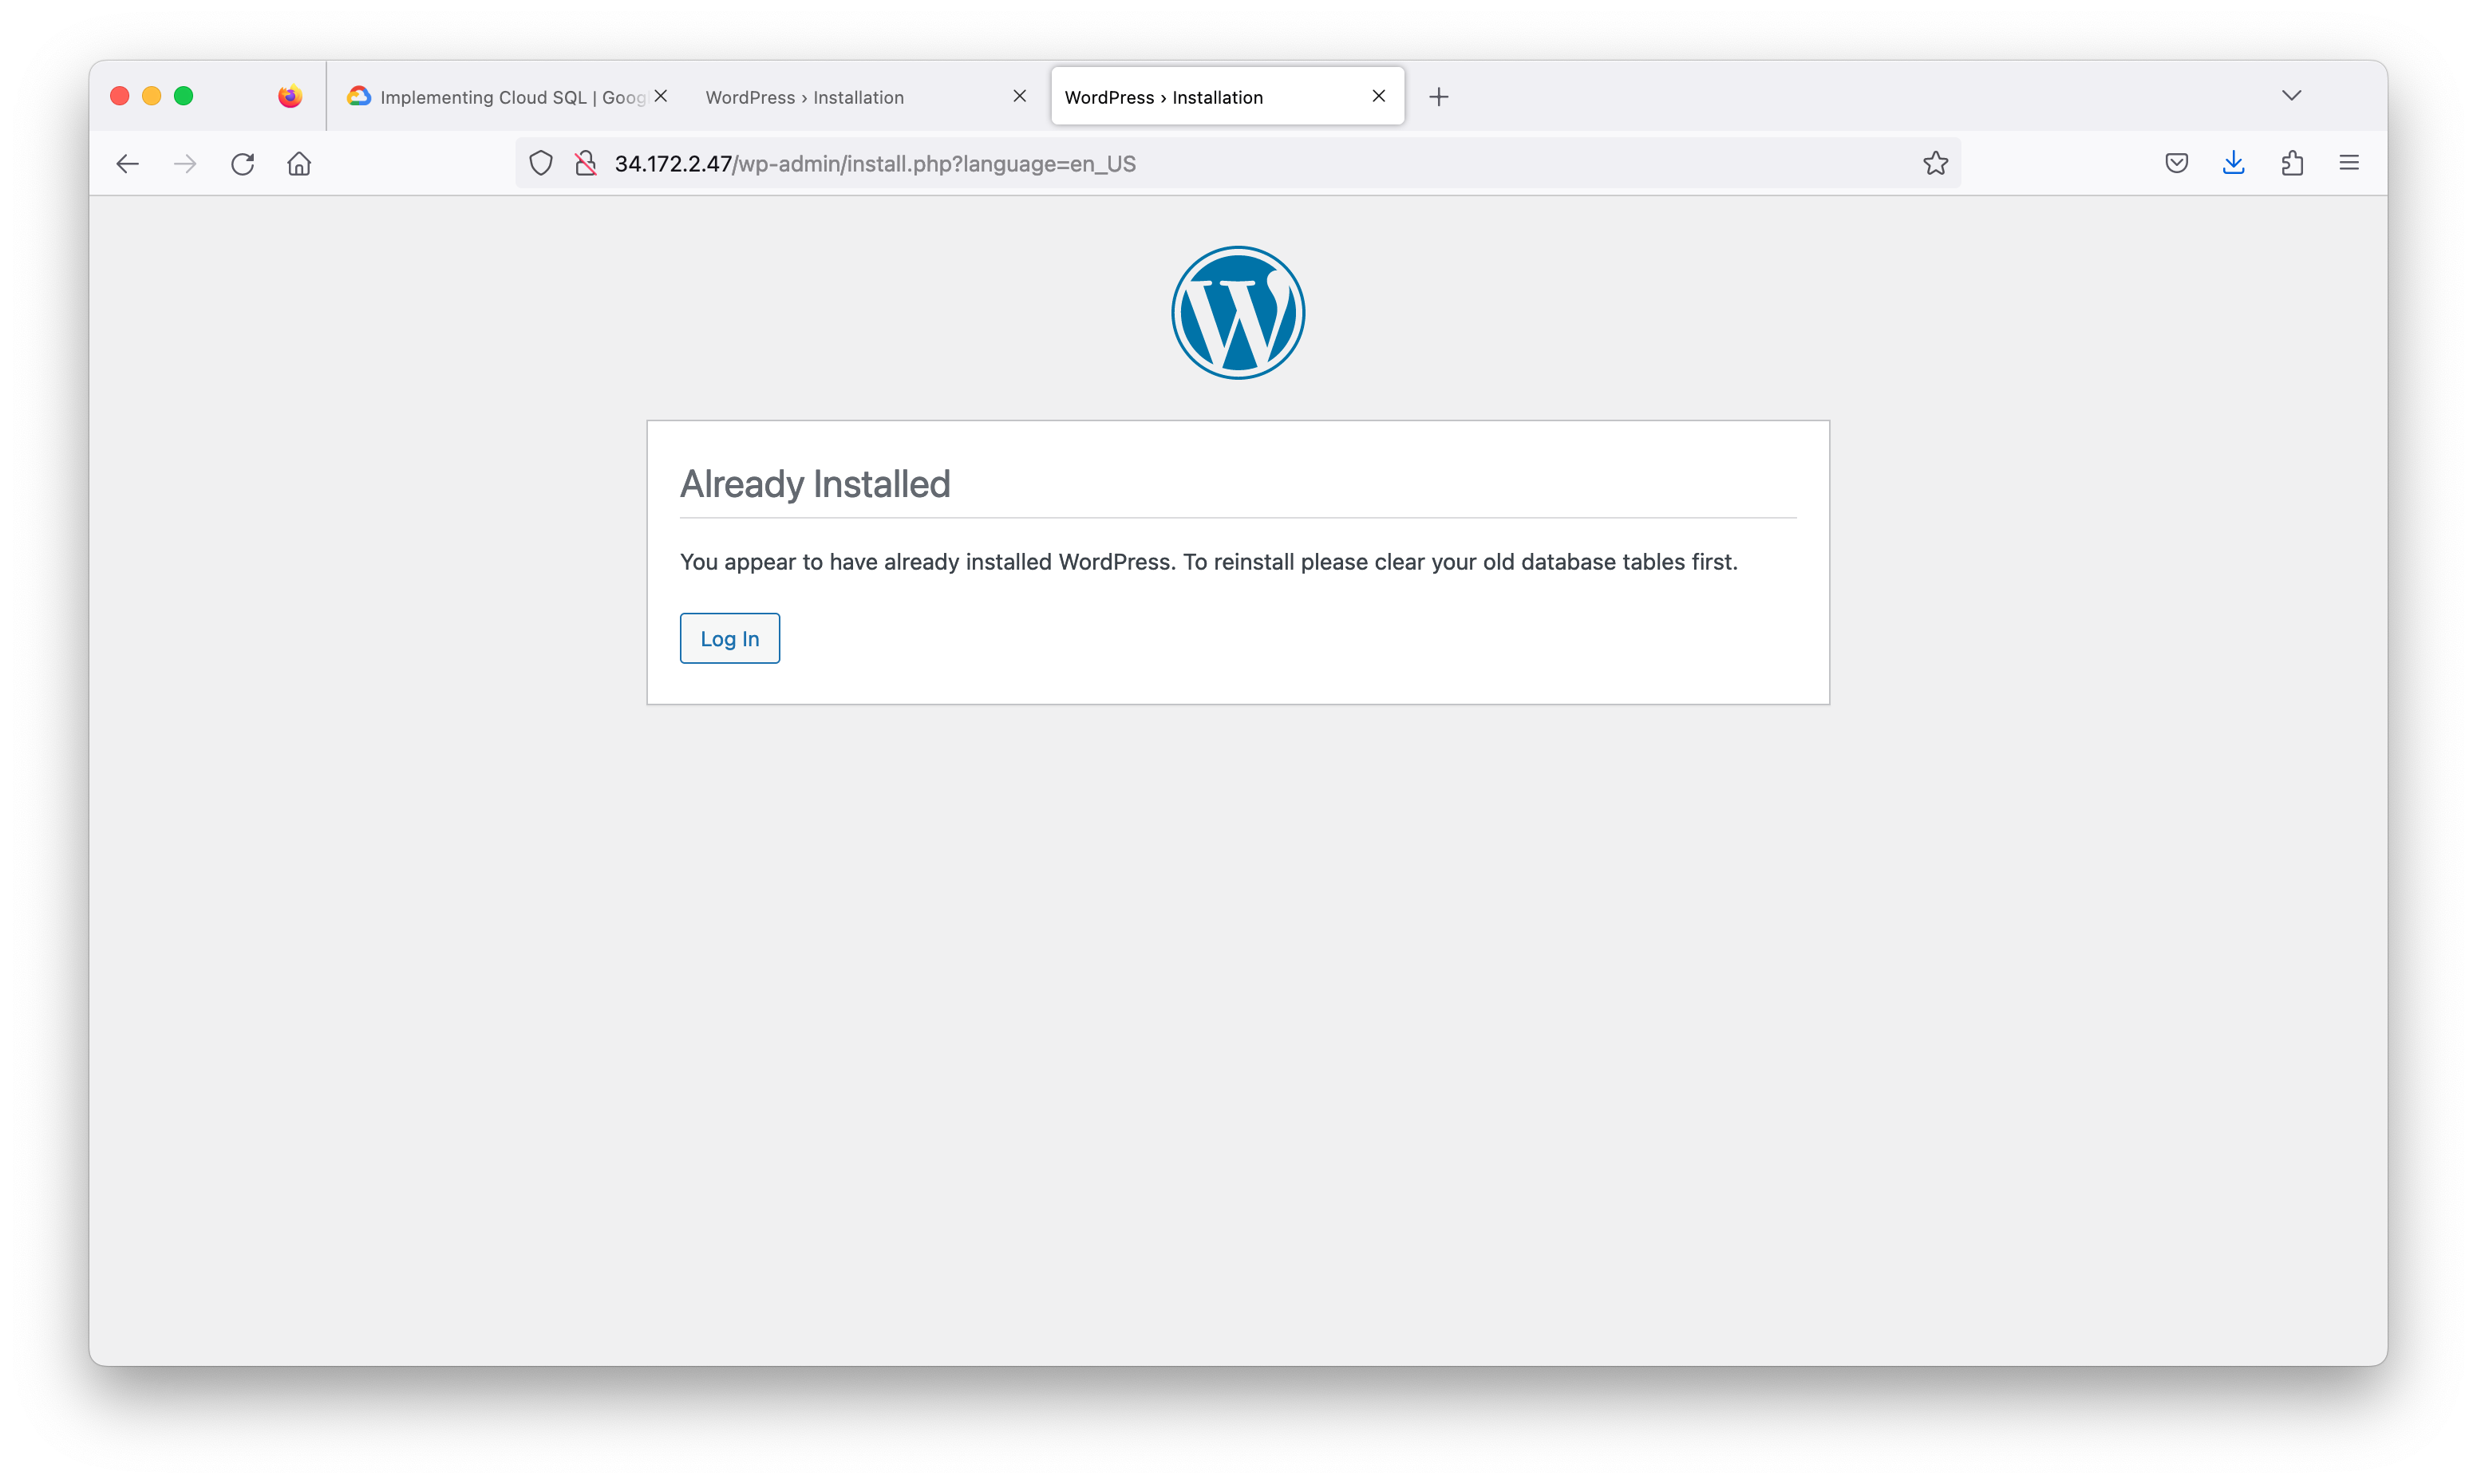 Implementing Cloud SQL | Goog
WordPress › Installation
WordPress › Installation
34.172.2.47/wp-admin/install.php?language=en_US
Already Installed
You appear to have already installed WordPress. To reinstall please clear your old database tables first.
Log In